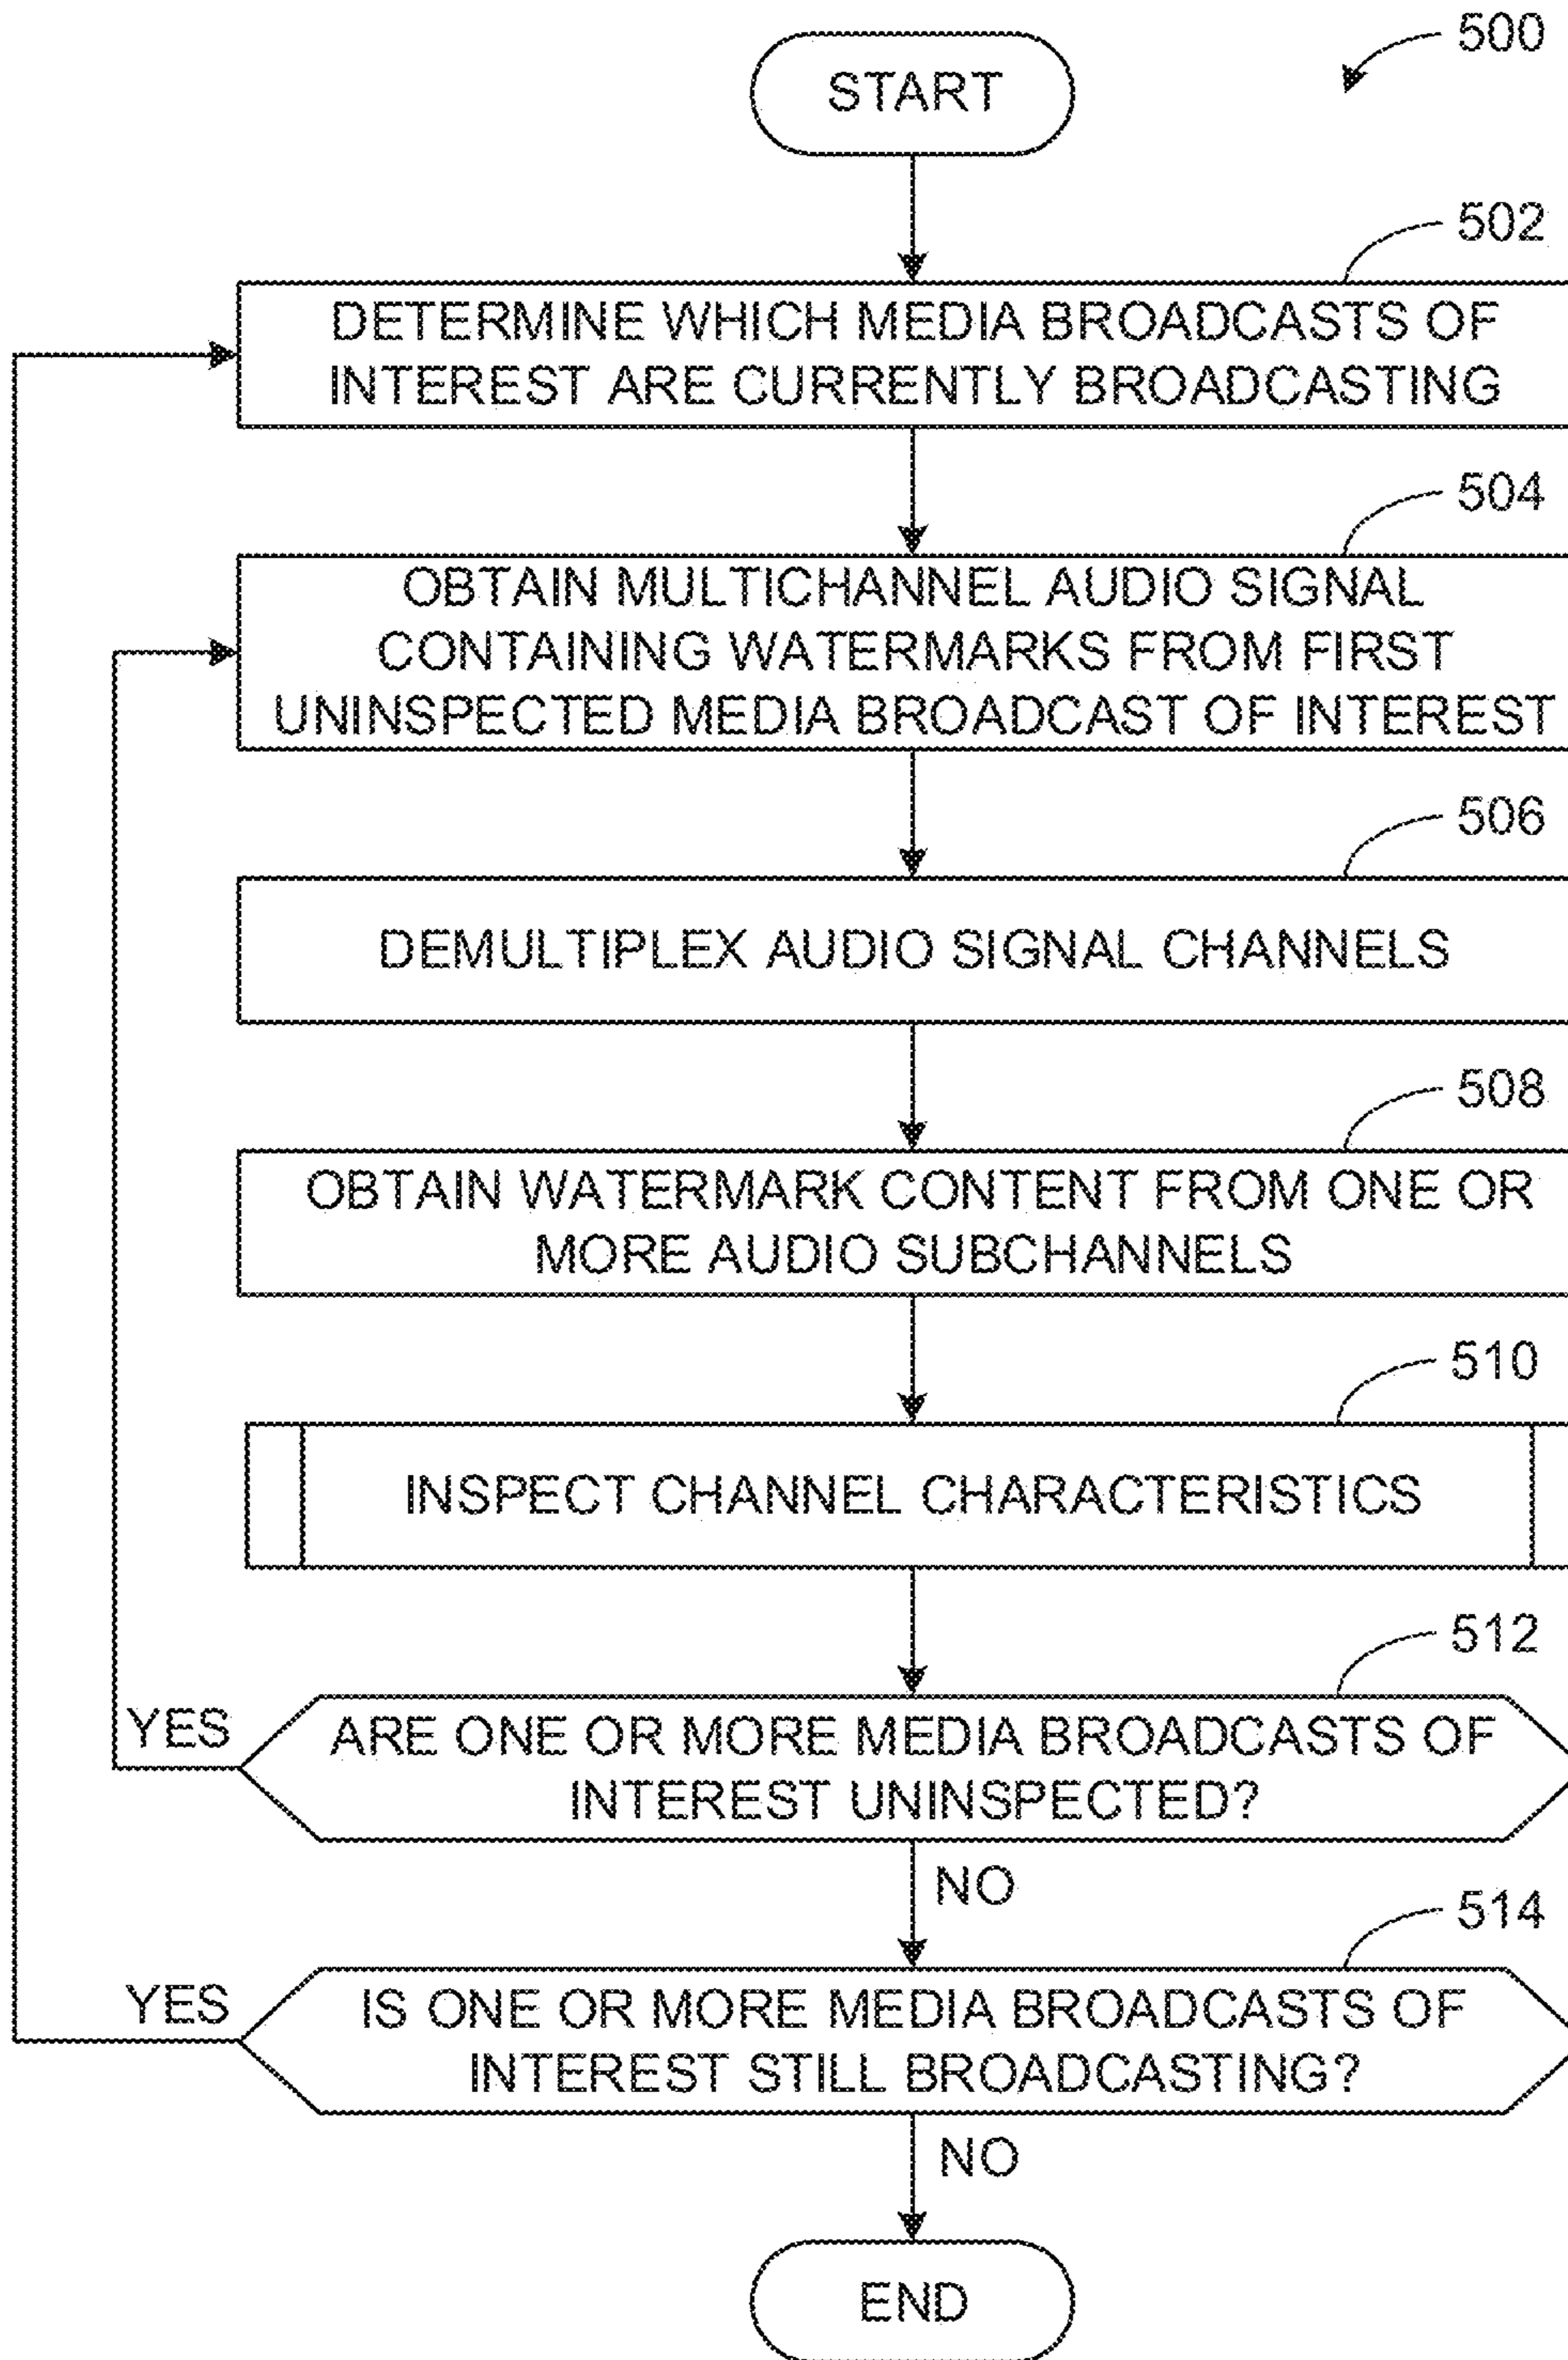 500
START
502
DETERMINE WHICH MEDIA BROADCASTS OF
INTEREST ARE CURRENTLY BROADCASTING
504
OBTAIN MULTICHANNEL AUDIO SIGNAL
CONTAINING WATERMARKS FROM FIRST
UNINSPECTED MEDIA BROADCAST OF INTEREST
506
DEMULTIPLEX AUDIO SIGNAL CHANNELS
508
OBTAIN WATERMARK CONTENT FROM ONE OR
MORE AUDIO SUBCHANNELS
510
INSPECT CHANNEL CHARACTERISTICS
512
YES
ARE ONE OR MORE MEDIA BROADCASTS OF
INTEREST UNINSPECTED?
NO
514
YES
IS ONE OR MORE MEDIA BROADCASTS OF
INTEREST STILL BROADCASTING?
NO
END